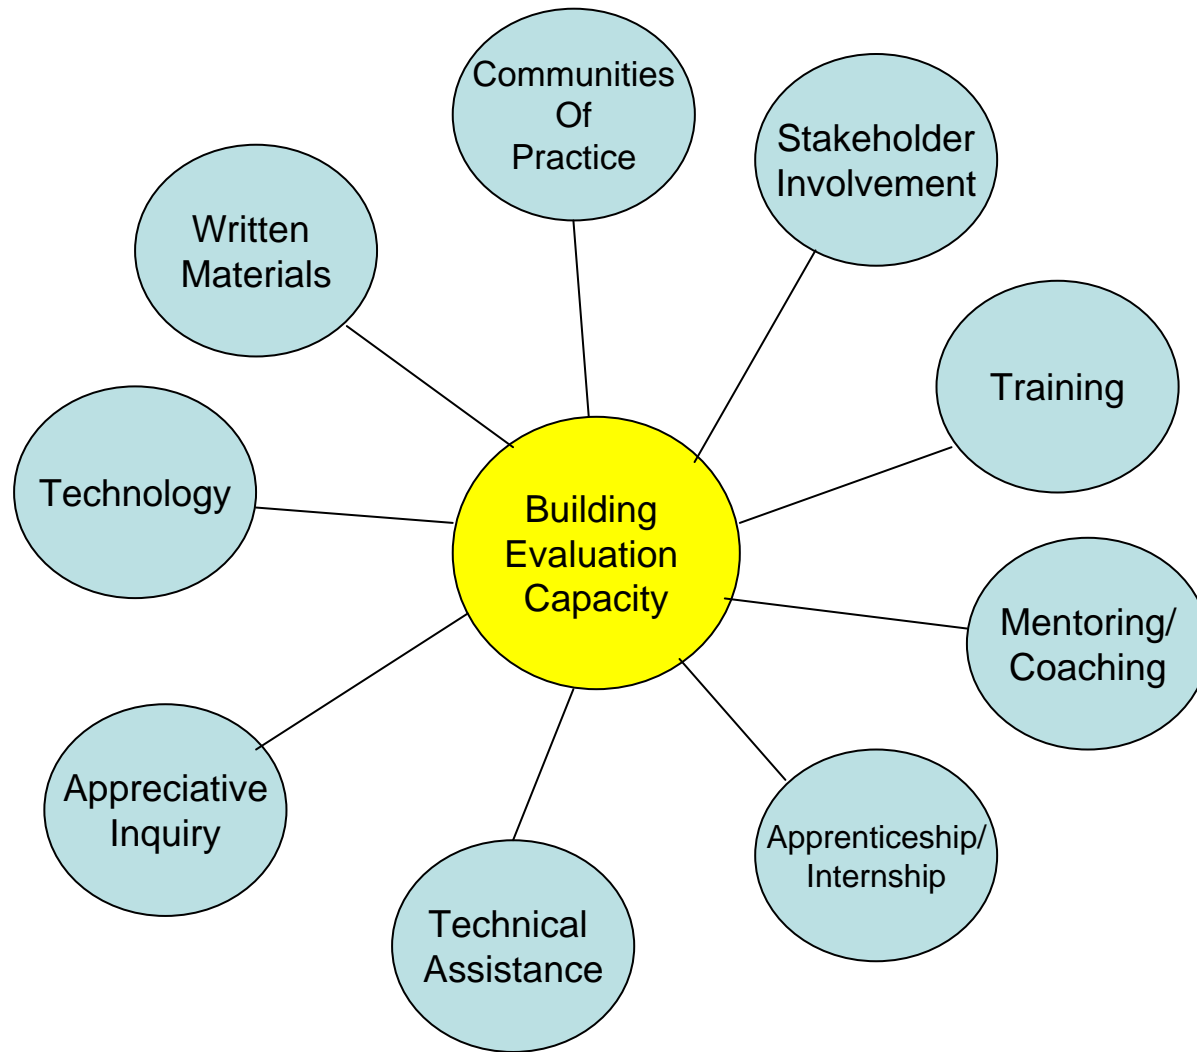 Communities
Of
Practice
Stakeholder
Involvement
Written
Materials
Training
Technology
Building
Evaluation
Capacity
Mentoring/
Coaching
Appreciative
Inquiry
Apprenticeship/
Internship
Technical
Assistance